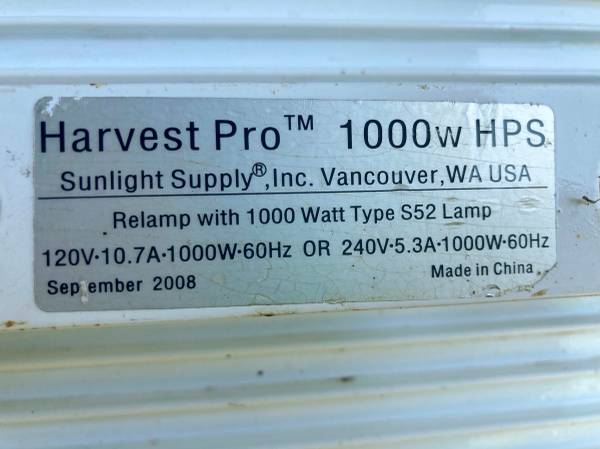 Harvest Pro™ 1000w HPS
Sunlight Supply®,Inc. Vancouver,WA USA
Relamp with 1000 Watt Type S52 Lamp
120V·10.7A·1000W·60Hz OR 240V·5.3A·1000W·60Hz
September 2008 Made in China